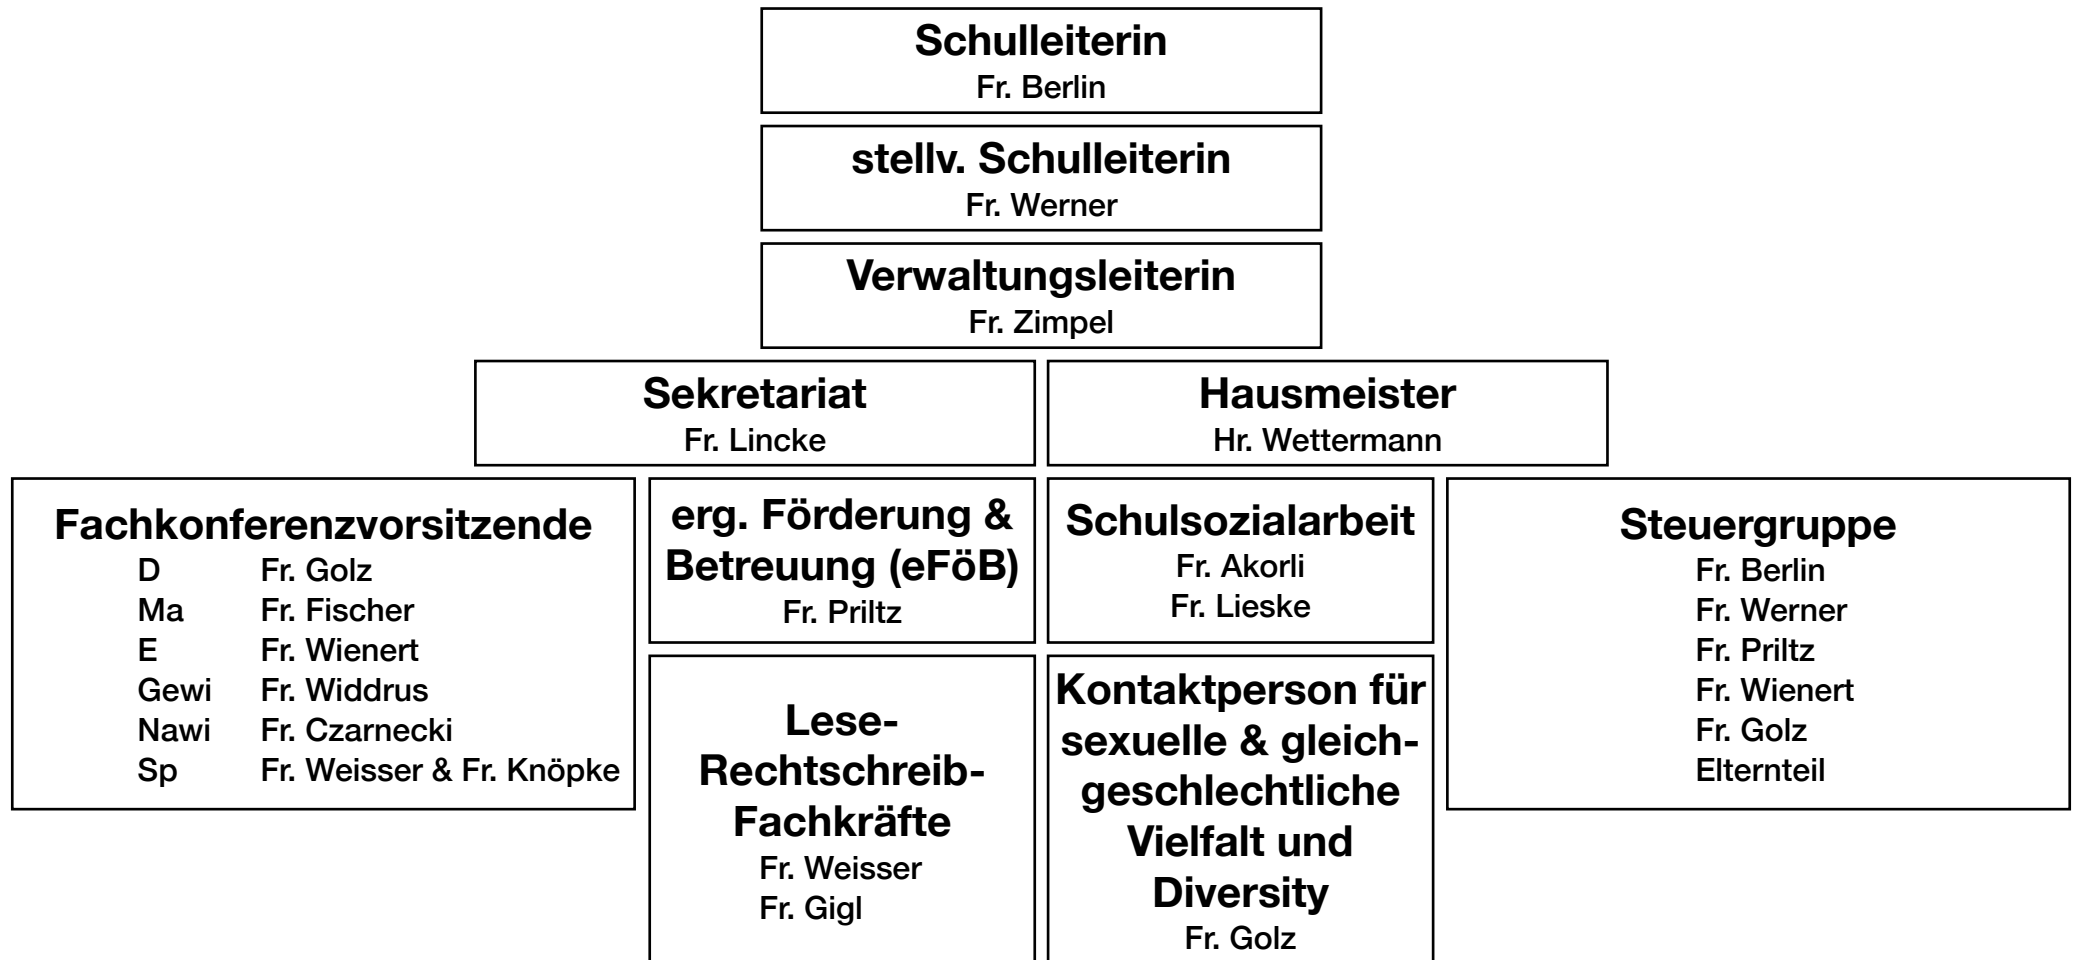 Schulleiterin
Fr. Berlin
stellv. Schulleiterin
Fr. Werner
Verwaltungsleiterin
Fr. Zimpel
Sekretariat
Fr. Lincke
Hausmeister
Hr. Wettermann
Fachkonferenzvorsitzende
D Fr. Golz
Ma Fr. Fischer
E Fr. Wienert
Gewi Fr. Widdrus
Nawi Fr. Czarnecki
Sp Fr. Weisser & Fr. Knöpke
erg. Förderung &
Betreuung (eFöB)
Fr. Priltz
Schulsozialarbeit
Fr. Akorli
Fr. Lieske
Steuergruppe
Fr. Berlin
Fr. Werner
Fr. Priltz
Fr. Wienert
Fr. Golz
Elternteil
Lese-
Rechtschreib-
Fachkräfte
Fr. Weisser
Fr. Gigl
Kontaktperson für
sexuelle & gleich-
geschlechtliche
Vielfalt und
Diversity
Fr. Golz